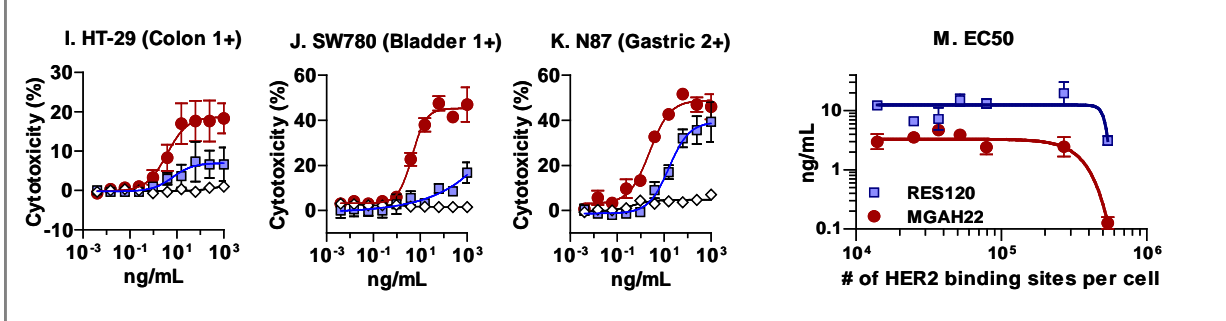 I. HT-29 (Colon 1+)
Cytotoxicity (%)
30
20
10
0
-10
10-3 10-1 101 103
ng/mL
J. SW780 (Bladder 1+)
Cytotoxicity (%)
60
40
20
0
10-3 10-1 101 103
ng/mL
K. N87 (Gastric 2+)
Cytotoxicity (%)
60
40
20
0
10-3 10-1 101 103
ng/mL
M. EC50
ng/mL
10
1
0.1
RES120
MGAH22
104 105 106
# of HER2 binding sites per cell